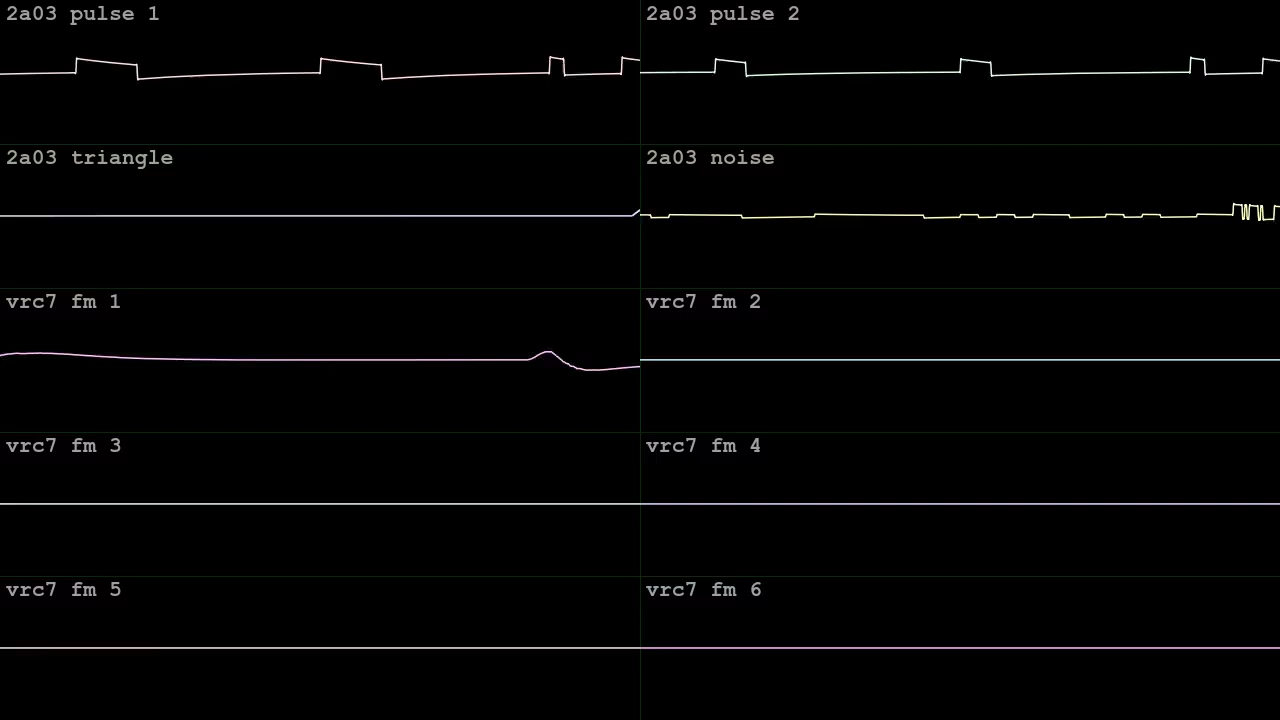 2a03 pulse 1
2a03 pulse 2
2a03 triangle
2a03 noise
vrc7 fm 1
vrc7 fm 2
vrc7 fm 3
vrc7 fm 4
vrc7 fm 5
vrc7 fm 6